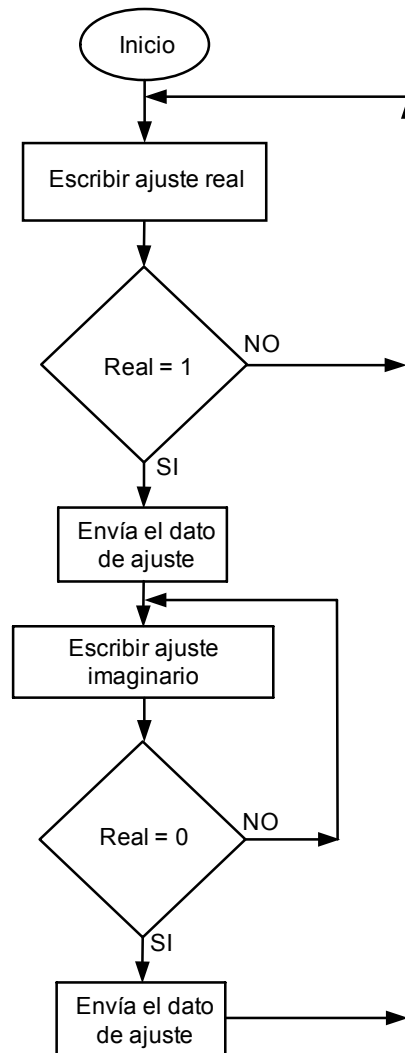 Inicio
Escribir ajuste real
Real = 1
NO
SI
Envía el dato
de ajuste
Escribir ajuste
imaginario
Real = 0
NO
SI
Envía el dato
de ajuste